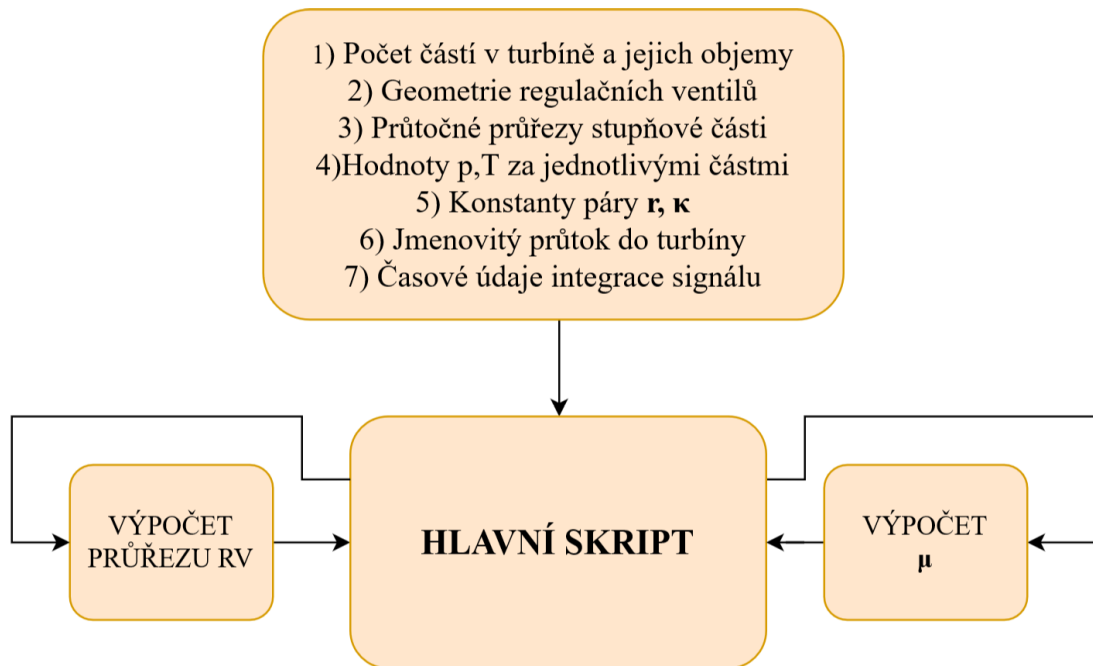 1) Počet částí v turbíně a jejich objemy
2) Geometrie regulačních ventilů
3) Průtočné průřezy stupňové části
4)Hodnoty p,T za jednotlivými částmi
5) Konstanty páry r, κ
6) Jmenovitý průtok do turbíny
7) Časové údaje integrace signálu
VÝPOČET
PRŮŘEZU RV
HLAVNÍ SKRIPT
VÝPOČET
μ